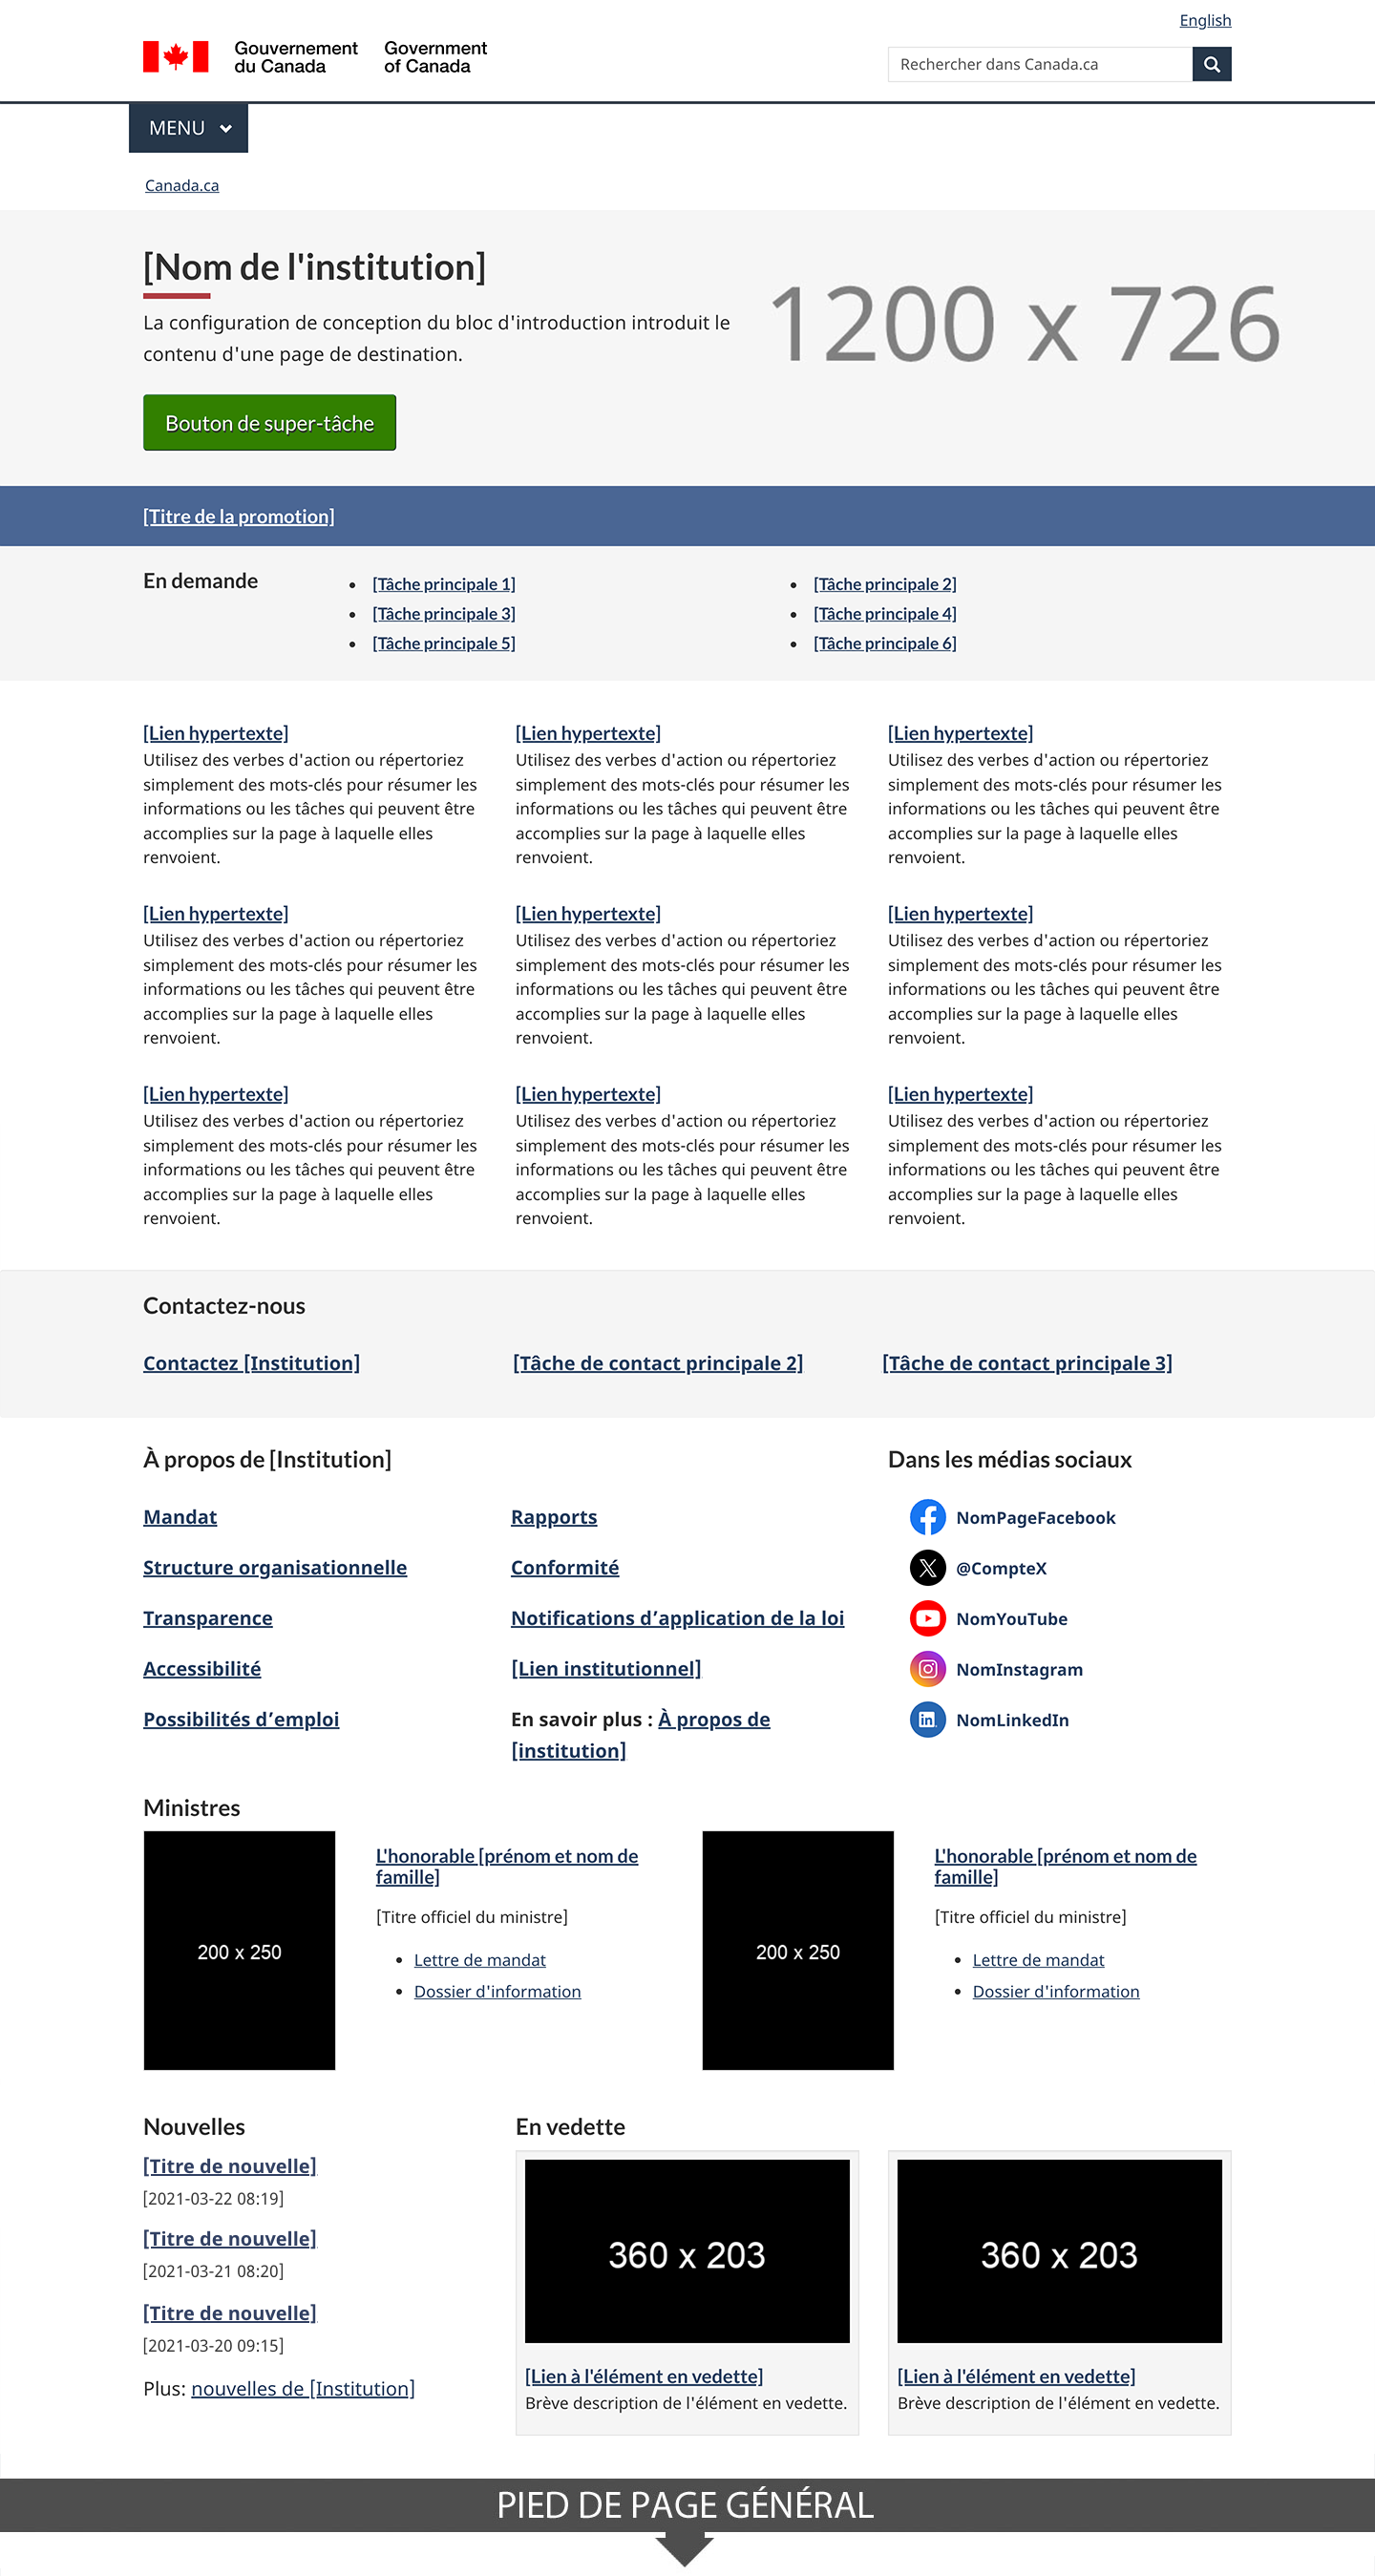 English
Gouvernement
du Canada
Government
of Canada
Rechercher dans Canada.ca
MENU
Canada.ca
[Nom de l'institution]
La configuration de conception du bloc d'introduction introduit le
contenu d'une page de destination.
Bouton de super-tâche
1200 x 726
[Titre de la promotion]
En demande
[Tâche principale 1]
[Tâche principale 2]
[Tâche principale 3]
[Tâche principale 4]
[Tâche principale 5]
[Tâche principale 6]
[Lien hypertexte]
Utilisez des verbes d'action ou répertoriez
simplement des mots-clés pour résumer les
informations ou les tâches qui peuvent être
accomplies sur la page à laquelle elles
renvoient.
[Lien hypertexte]
Utilisez des verbes d'action ou répertoriez
simplement des mots-clés pour résumer les
informations ou les tâches qui peuvent être
accomplies sur la page à laquelle elles
renvoient.
[Lien hypertexte]
Utilisez des verbes d'action ou répertoriez
simplement des mots-clés pour résumer les
informations ou les tâches qui peuvent être
accomplies sur la page à laquelle elles
renvoient.
[Lien hypertexte]
Utilisez des verbes d'action ou répertoriez
simplement des mots-clés pour résumer les
informations ou les tâches qui peuvent être
accomplies sur la page à laquelle elles
renvoient.
[Lien hypertexte]
Utilisez des verbes d'action ou répertoriez
simplement des mots-clés pour résumer les
informations ou les tâches qui peuvent être
accomplies sur la page à laquelle elles
renvoient.
[Lien hypertexte]
Utilisez des verbes d'action ou répertoriez
simplement des mots-clés pour résumer les
informations ou les tâches qui peuvent être
accomplies sur la page à laquelle elles
renvoient.
[Lien hypertexte]
Utilisez des verbes d'action ou répertoriez
simplement des mots-clés pour résumer les
informations ou les tâches qui peuvent être
accomplies sur la page à laquelle elles
renvoient.
[Lien hypertexte]
Utilisez des verbes d'action ou répertoriez
simplement des mots-clés pour résumer les
informations ou les tâches qui peuvent être
accomplies sur la page à laquelle elles
renvoient.
[Lien hypertexte]
Utilisez des verbes d'action ou répertoriez
simplement des mots-clés pour résumer les
informations ou les tâches qui peuvent être
accomplies sur la page à laquelle elles
renvoient.
Contactez-nous
Contactez [Institution]
[Tâche de contact principale 2]
[Tâche de contact principale 3]
À propos de [Institution]
Mandat
Structure organisationnelle
Transparence
Accessibilité
Possibilités d’emploi
Rapports
Conformité
Notifications d’application de la loi
[Lien institutionnel]
En savoir plus : À propos de
[institution]
Dans les médias sociaux
NomPageFacebook
@CompteX
NomYouTube
NomInstagram
NomLinkedIn
Ministres
200 x 250
L'honorable [prénom et nom de
famille]
[Titre officiel du ministre]
Lettre de mandat
Dossier d'information
200 x 250
L'honorable [prénom et nom de
famille]
[Titre officiel du ministre]
Lettre de mandat
Dossier d'information
Nouvelles
[Titre de nouvelle]
[2021-03-22 08:19]
[Titre de nouvelle]
[2021-03-21 08:20]
[Titre de nouvelle]
[2021-03-20 09:15]
Plus: nouvelles de [Institution]
En vedette
360 x 203
[Lien à l'élément en vedette]
Brève description de l'élément en vedette.
360 x 203
[Lien à l'élément en vedette]
Brève description de l'élément en vedette.
PIED DE PAGE GÉNÉRAL